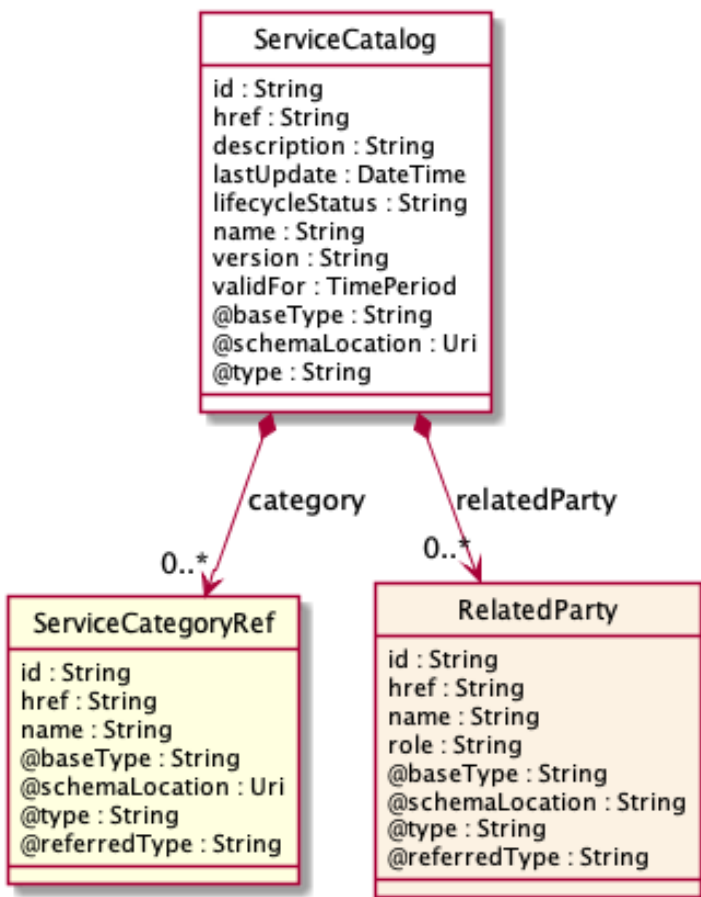 ServiceCatalog
id : String
href : String
description : String
lastUpdate : DateTime
lifecycleStatus : String
name : String
version : String
validFor : TimePeriod
@baseType : String
@schemaLocation : Uri
@type : String
category
relatedParty
0..*
0..*
ServiceCategoryRef
id : String
href : String
name : String
@baseType : String
@schemaLocation : Uri
@type : String
@referredType : String
RelatedParty
id : String
href : String
name : String
role : String
@baseType : String
@schemaLocation : String
@type : String
@referredType : String